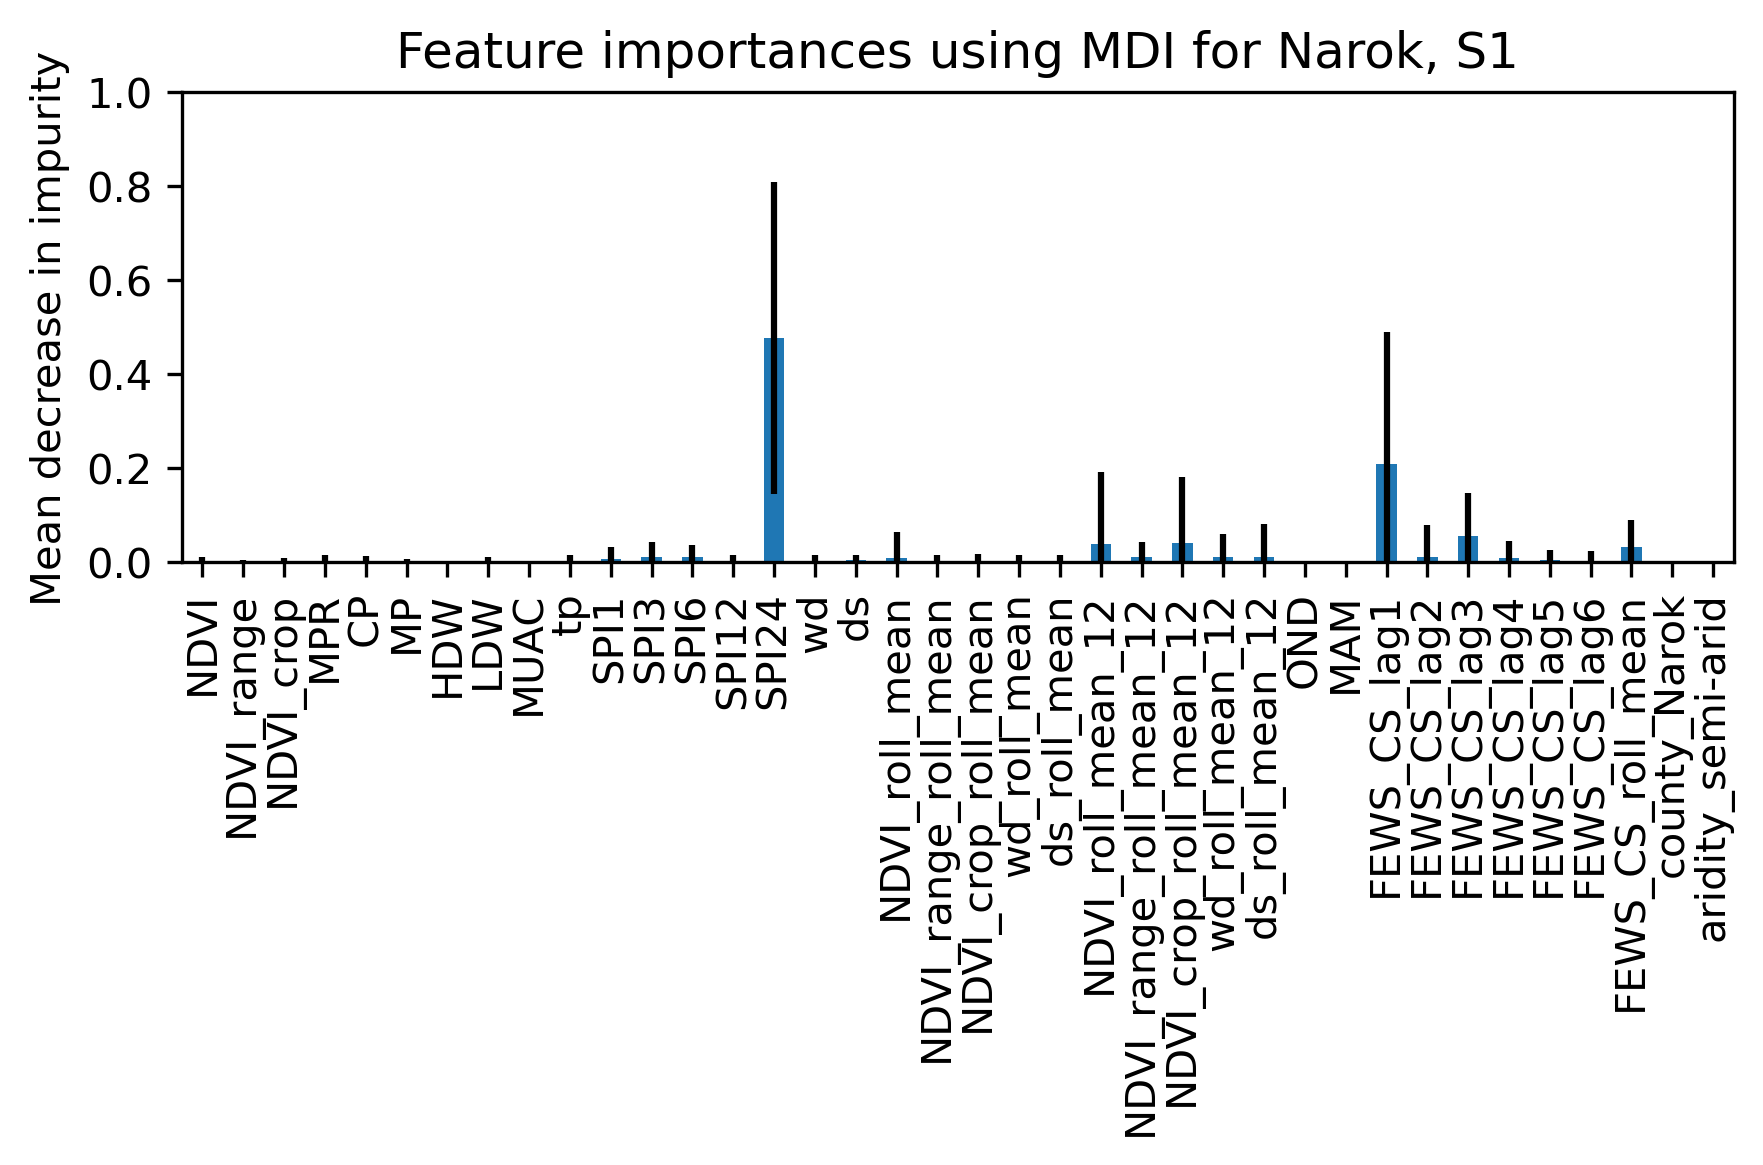 Feature importances using MDI for Narok, S1
Mean decrease in impurity
1.0
0.8
0.6
0.4
0.2
0.0
NDVI
NDVI_range
NDVI_crop
MPR
CP
MP
HDW
LDW
MUAC
tp
SPI1
SPI3
SPI6
SPI12
SPI24
wd
ds
NDVI_roll_mean
NDVI_range_roll_mean
NDVI_crop_roll_mean
wd_roll_mean
ds_roll_mean
NDVI_roll_mean_12
NDVI_range_roll_mean_12
NDVI_crop_roll_mean_12
wd_roll_mean_12
ds_roll_mean_12
OND
MAM
FEWS_CS_lag1
FEWS_CS_lag2
FEWS_CS_lag3
FEWS_CS_lag4
FEWS_CS_lag5
FEWS_CS_lag6
FEWS_CS_roll_mean
county_Narok
aridity_semi-arid